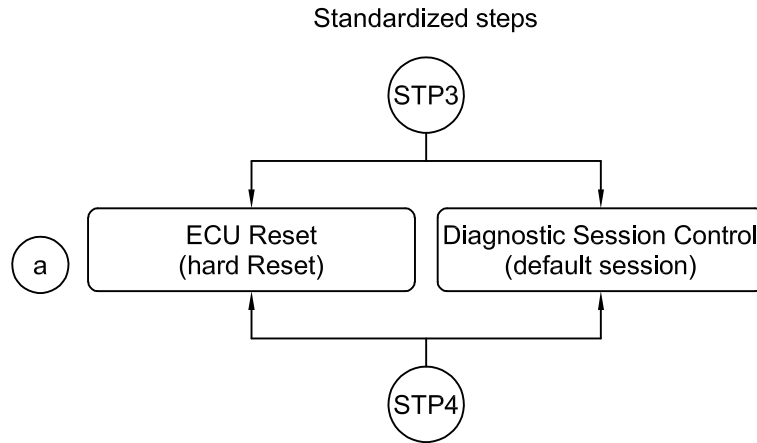 Standardized steps
STP3
ECU Reset
(hard Reset)
Diagnostic Session Control
(default session)
a
STP4